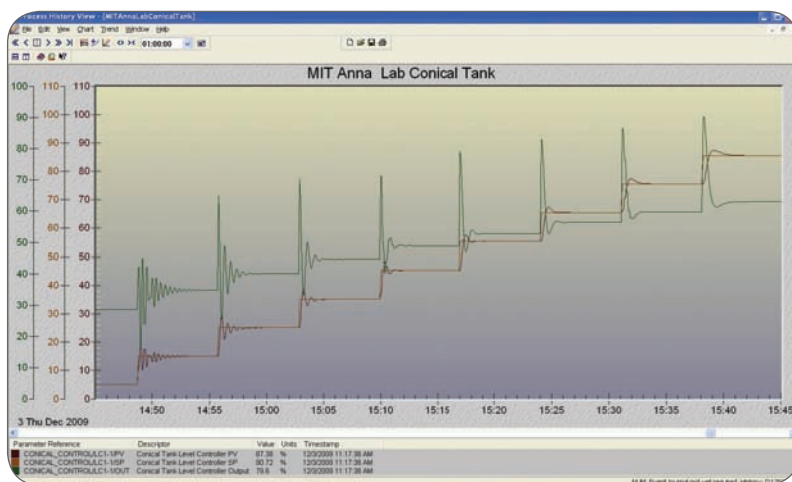 Process History View - [MITAnnaLabConicalTank]
File Edit View Chart Trend Window Help
01:00:00
MIT Anna Lab Conical Tank
100 110 110
90 100 100
80 90 90
70 80 80
60 70 70
50 60 60
40 50 50
30 40 40
20 30 30
10 20 20
0 10 10
0 0
14:50 14:55 15:00 15:05 15:10 15:15 15:20 15:25 15:30 15:35 15:40 15:45
3 Thu Dec 2009
Parameter Reference Descriptor Value Units Timestamp
CONICAL_CONTROL/LC1-1/PV Conical Tank Level Controller PV 87.38 % 12/3/2009 11:17:38 AM
CONICAL_CONTROL/LC1-1/SP Conical Tank Level Controller SP 90.72 % 12/3/2009 11:17:38 AM
CONICAL_CONTROL/LC1-1/OUT Conical Tank Level Controller Output 79.6 % 12/3/2009 11:17:38 AM